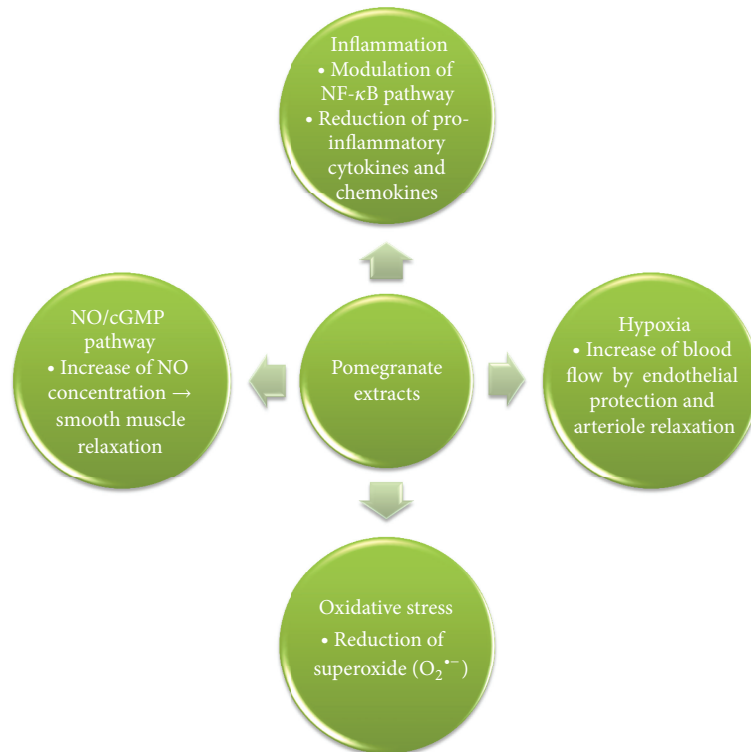 Inflammation
• Modulation of
NF-κB pathway
• Reduction of pro-
inflammatory
cytokines and
chemokines
NO/cGMP
pathway
• Increase of NO
concentration →
smooth muscle
relaxation
Pomegranate
extracts
Hypoxia
• Increase of blood
flow by endothelial
protection and
arteriole relaxation
Oxidative stress
• Reduction of
superoxide (O₂•−)